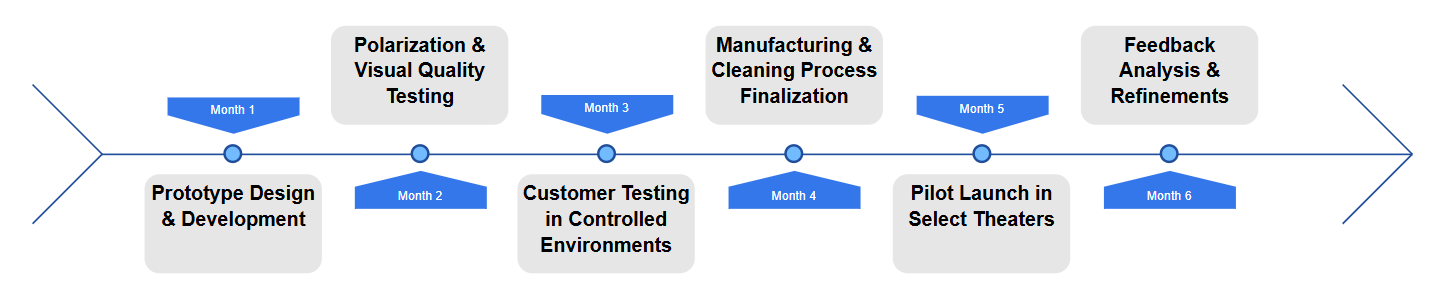 Month 1
Prototype Design
& Development
Polarization &
Visual Quality
Testing
Month 2
Month 3
Customer Testing
in Controlled
Environments
Manufacturing &
Cleaning Process
Finalization
Month 4
Month 5
Pilot Launch in
Select Theaters
Feedback
Analysis &
Refinements
Month 6